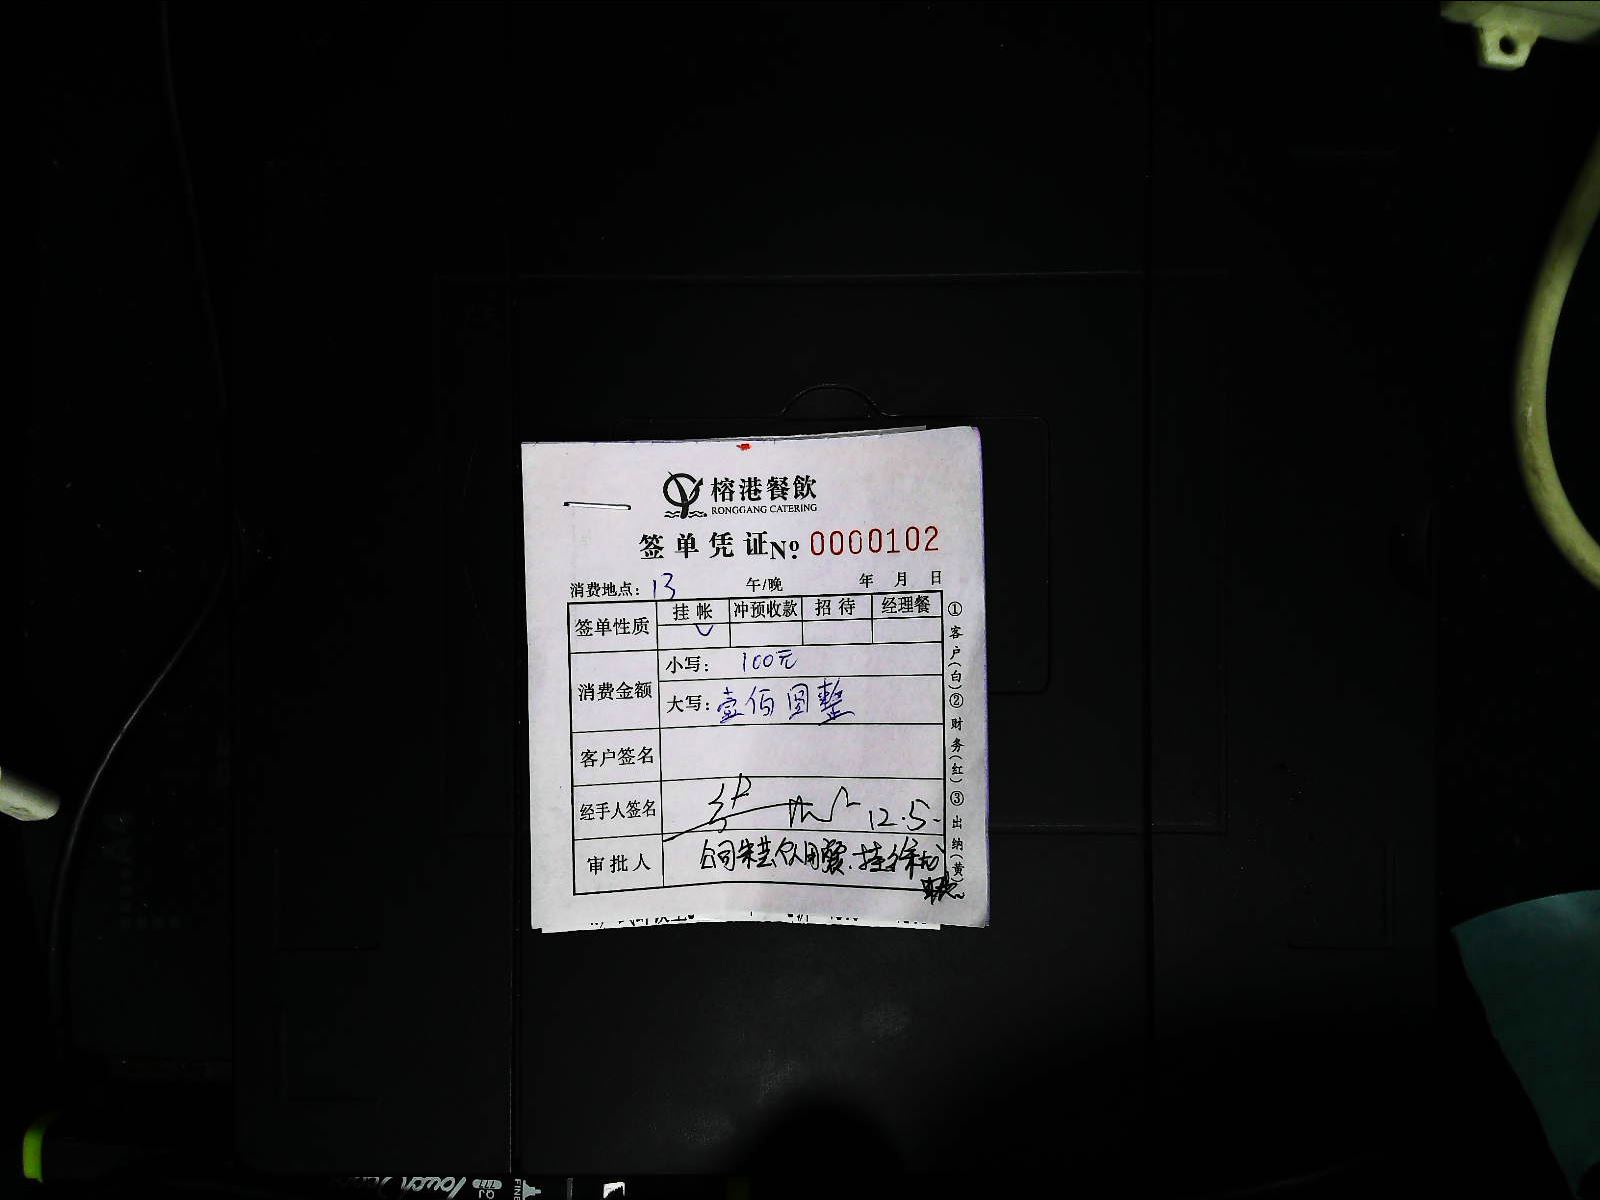 榕港餐飲
RONGGANG CATERING
签单凭证 No 0000102
消费地点: 13 午/晚 年 月 日
签单性质 挂帐 冲预收款 招待 经理餐
消费金额
小写: 100元
大写: 壹佰圆整
客户签名
经手人签名 12.5
审批人
①客户(白)②财务(红)③出纳(黄)